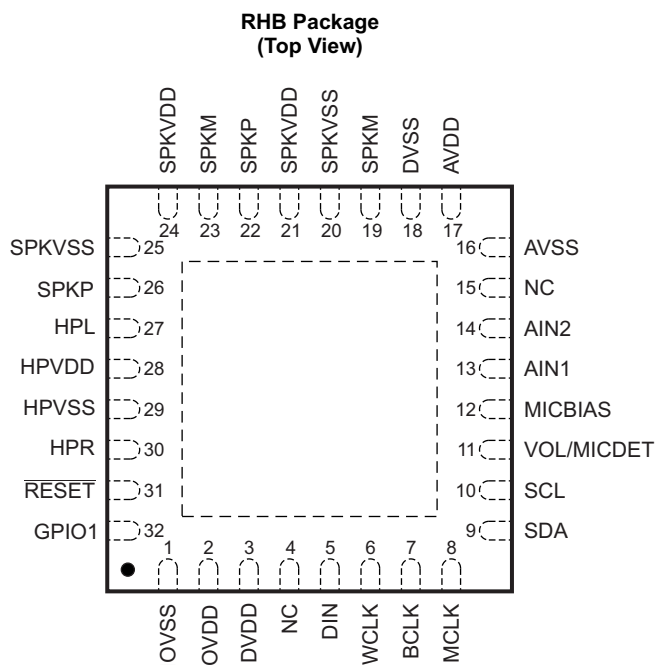 RHB Package
(Top View)
SPKVDD
SPKM
SPKP
SPKVDD
SPKVSS
SPKM
DVSS
AVDD
24 23 22 21 20 19 18 17
SPKVSS 25 16 AVSS
SPKP 26 15 NC
HPL 27 14 AIN2
HPVDD 28 13 AIN1
HPVSS 29 12 MICBIAS
HPR 30 11 VOL/MICDET
RESET 31 10 SCL
GPIO1 32 9 SDA
1 2 3 4 5 6 7 8
OVSS
OVDD
DVDD
NC
DIN
WCLK
BCLK
MCLK